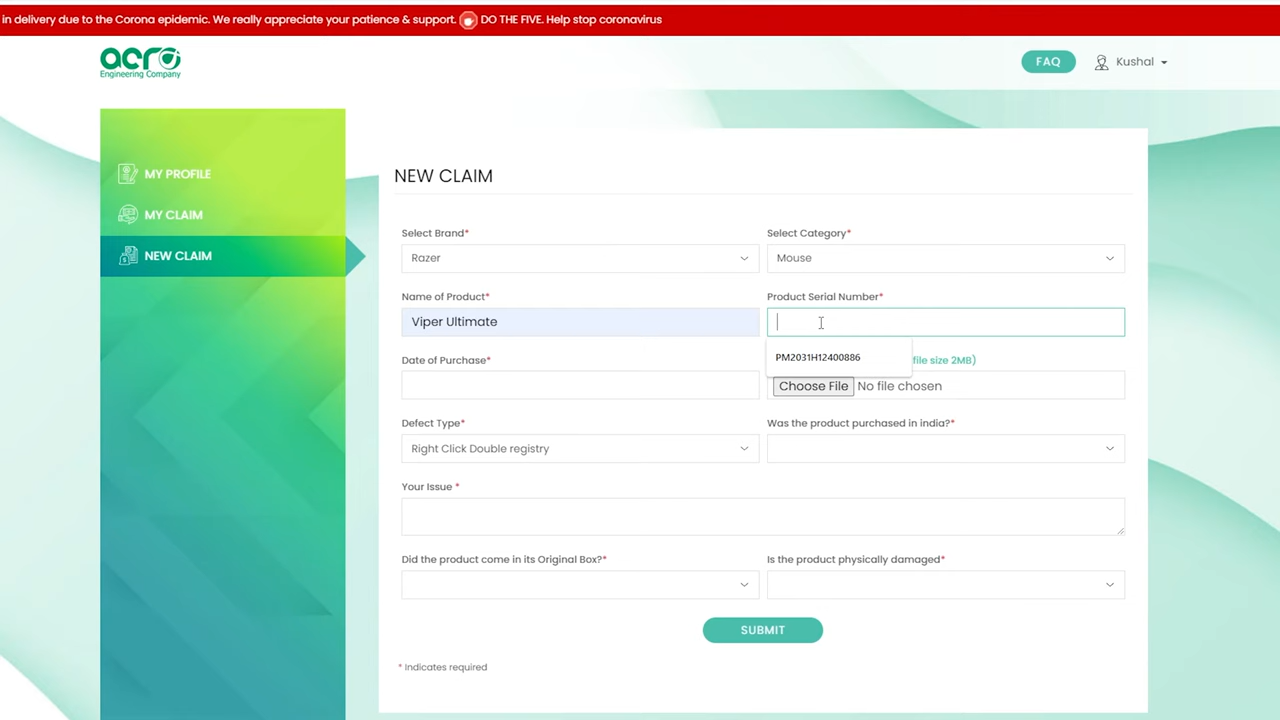 in delivery due to the Corona epidemic. We really appreciate your patience & support. DO THE FIVE. Help stop coronavirus
acro
Engineering Company
FAQ
Kushal
MY PROFILE
MY CLAIM
NEW CLAIM
NEW CLAIM
Select Brand*
Select Category*
Razer
Mouse
Name of Product*
Product Serial Number*
Viper Ultimate
PM2031H12400886
Date of Purchase*
file size 2MB)
Choose File No file chosen
Defect Type*
Was the product purchased in india?*
Right Click Double registry
Your Issue *
Did the product come in its Original Box?*
Is the product physically damaged*
SUBMIT
* Indicates required